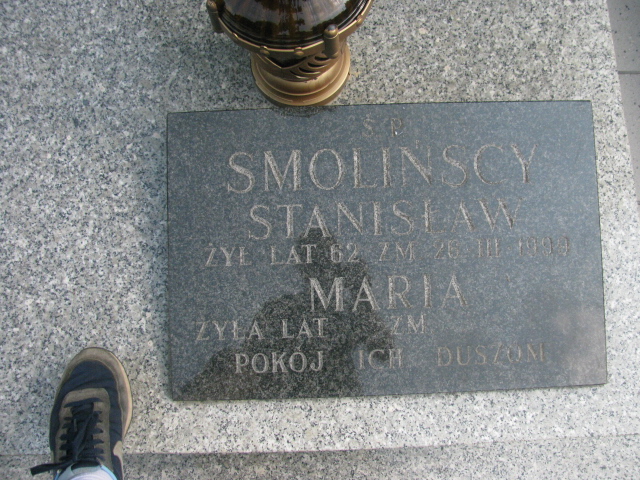 Ś.P.
SMOLIŃSCY
STANISŁAW
ŻYŁ LAT 62 ZM 26 III 1994
MARIA
ŻYŁA LAT ZM
POKÓJ ICH DUSZOM